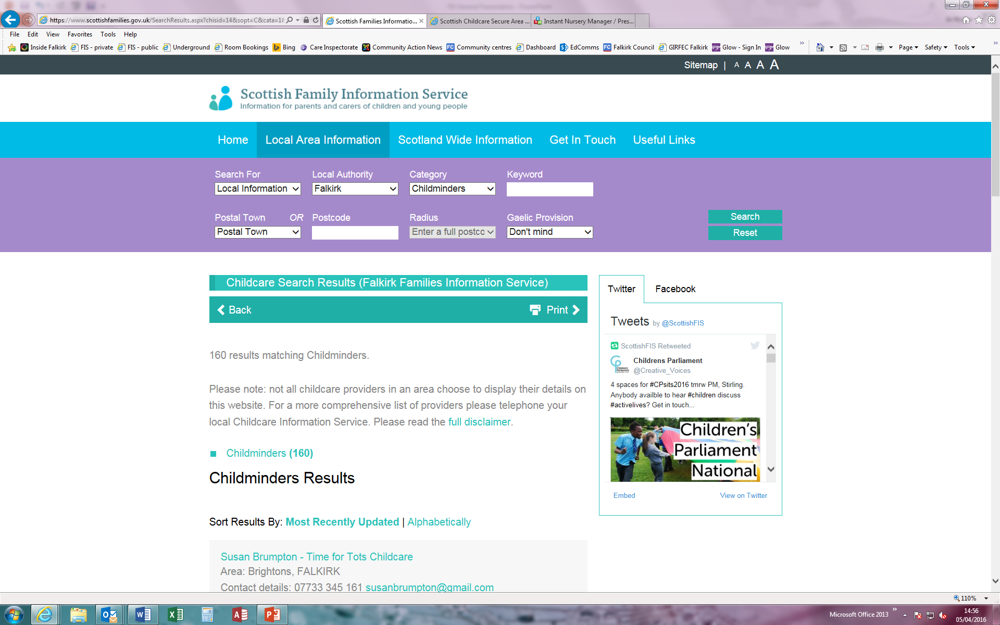 https://www.scottishfamilies.gov.uk/SearchResults.aspx?chisid=14&sopt=C&cata=1
Scottish Families Informatio...
Scottish Childcare Secure Area ...
Instant Nursery Manager / Pres...
File Edit View Favorites Tools Help
Inside Falkirk FIS - private FIS - public Underground Room Bookings Bing Care Inspectorate Community Action News Community centres Dashboard EdComms Falkirk Council GIRFEC Falkirk Glow - Sign In Glow
Page Safety Tools
Sitemap | A A A A
Scottish Family Information Service
Information for parents and carers of children and young people
Home Local Area Information Scotland Wide Information Get In Touch Useful Links
Search For Local Authority Category Keyword
Local Information Falkirk Childminders
Postal Town OR Postcode Radius Gaelic Provision
Postal Town Enter a full postco Don't mind
Search
Reset
Childcare Search Results (Falkirk Families Information Service)
Back Print
160 results matching Childminders.
Please note: not all childcare providers in an area choose to display their details on
this website. For a more comprehensive list of providers please telephone your
local Childcare Information Service. Please read the full disclaimer.
Childminders (160)
Childminders Results
Sort Results By: Most Recently Updated | Alphabetically
Susan Brumpton - Time for Tots Childcare
Area: Brightons, FALKIRK
Contact details: 07733 345 161 susanbrumpton@gmail.com
Twitter Facebook
Tweets by @ScottishFIS
ScottishFIS Retweeted
Childrens Parliament
@Creative_Voices
4 spaces for #CPsits2016 tmrw PM, Stirling.
Anybody availble to hear #children discuss
#activelives? Get in touch...
Children's
Parliament
National
Embed View on Twitter
110%
Microsoft Office 2013
14:56
05/04/2016